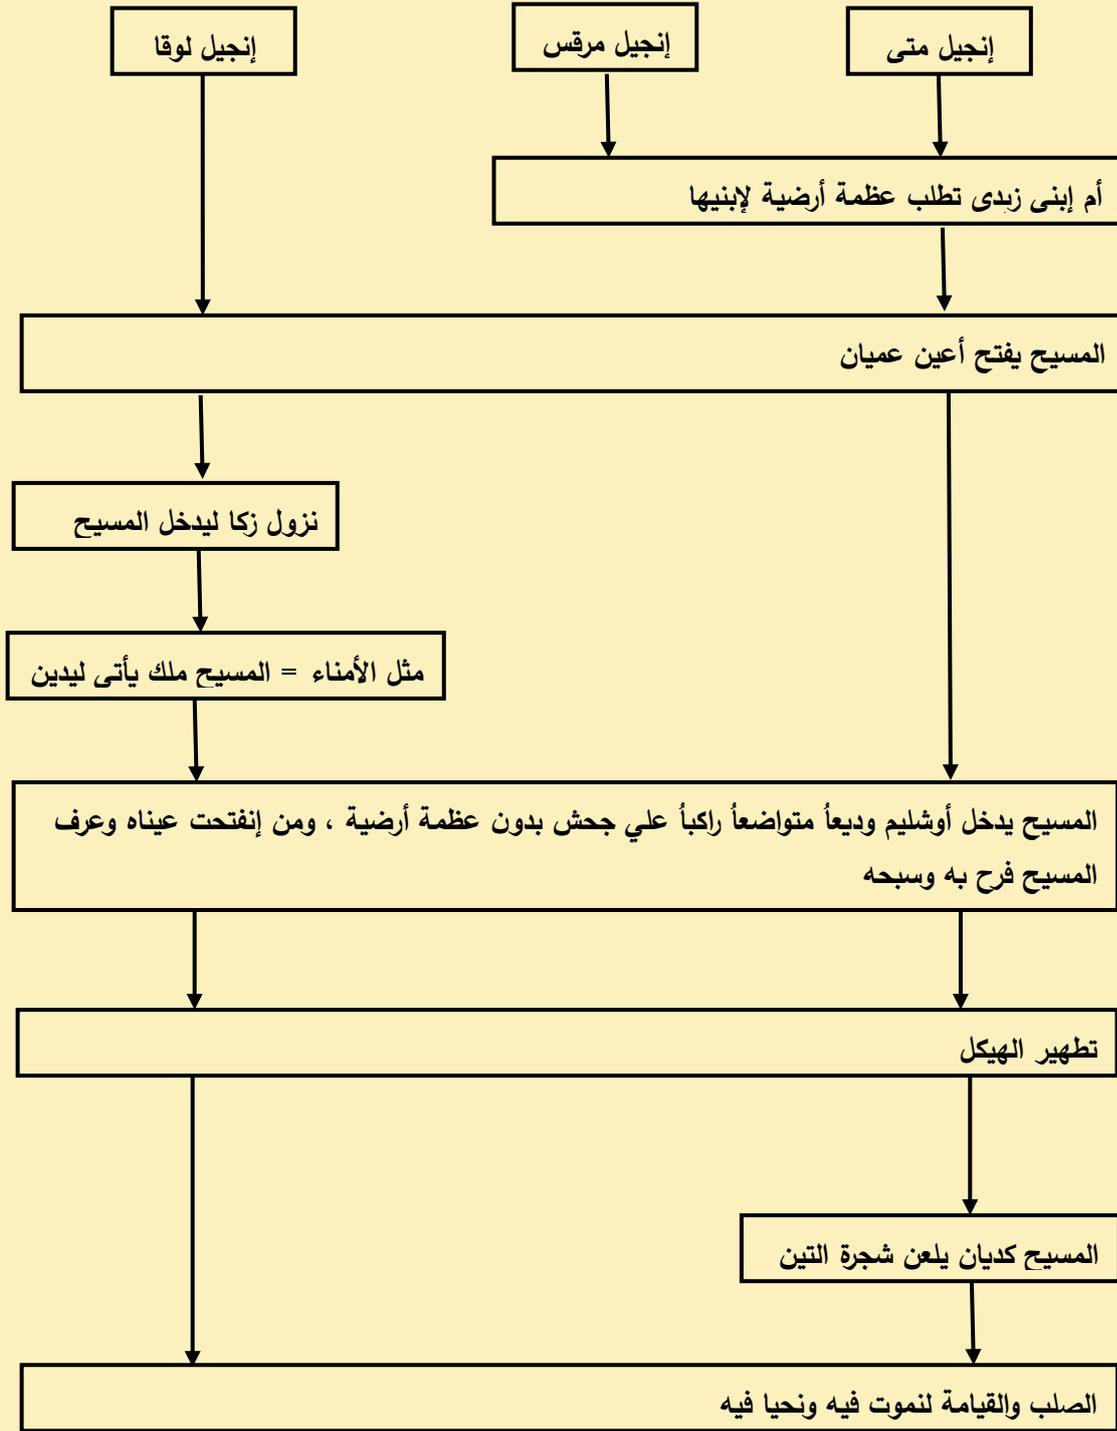 إنجيل متى
إنجيل مرقس
إنجيل لوقا
أم إبنى زبدى تطلب عظمة أرضية لإبنيها
المسيح يفتح أعين عميان
نزول زكا ليدخل المسيح
مثل الأمناء = المسيح ملك يأتى ليدين
المسيح يدخل أوشليم وديعاُ متواضعاُ راكباُ علي جحش بدون عظمة أرضية ، ومن إنفتحت عيناه وعرف
المسيح فرح به وسبحه
تطهير الهيكل
المسيح كديان يلعن شجرة التين
الصلب والقيامة لنموت فيه ونحيا فيه